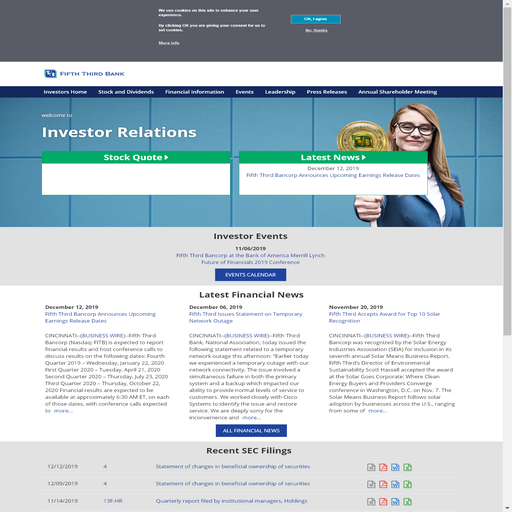 We use cookies on this site to enhance your user
experience.
By clicking OK you are giving your consent for us to
set cookies.
More info
OK, I agree
No, thanks
FIFTH THIRD BANK
Investors Home
Stock and Dividends
Financial Information
Events
Leadership
Press Releases
Annual Shareholder Meeting
welcome to
Investor Relations
Stock Quote
Latest News
December 12, 2019
Fifth Third Bancorp Announces Upcoming Earnings Release Dates
Investor Events
11/06/2019
Fifth Third Bancorp at the Bank of America Merrill Lynch
Future of Financials 2019 Conference
EVENTS CALENDAR
Latest Financial News
December 12, 2019
Fifth Third Bancorp Announces Upcoming
Earnings Release Dates
CINCINNATI--(BUSINESS WIRE)--Fifth Third
Bancorp (Nasdaq: FITB) is expected to report
financial results and host conference calls to
discuss results on the following dates: Fourth
Quarter 2019 – Wednesday, January 22, 2020
First Quarter 2020 – Tuesday, April 21, 2020
Second Quarter 2020 – Thursday, July 23, 2020
Third Quarter 2020 – Thursday, October 22,
2020 Financial results are expected to be
available at approximately 6:30 AM ET, on each
of those dates, with conference calls expected
to more...
December 06, 2019
Fifth Third Issues Statement on Temporary
Network Outage
CINCINNATI--(BUSINESS WIRE)--Fifth Third
Bank, National Association, today issued the
following statement related to a temporary
network outage this afternoon: "Earlier today
we experienced a temporary outage with our
network connectivity. The issue involved a
simultaneous failure in both the primary
system and a backup which impacted our
ability to provide normal levels of service to
customers. We worked closely with Cisco
Systems to identify the issue and restore
service. We are deeply sorry for the
inconvenience and more...
November 20, 2019
Fifth Third Accepts Award for Top 10 Solar
Recognition
CINCINNATI--(BUSINESS WIRE)--Fifth Third
Bancorp was recognized by the Solar Energy
Industries Association (SEIA) for inclusion in its
seventh annual Solar Means Business Report.
Fifth Third's Director of Environmental
Sustainability Scott Hassell accepted the award
at the Solar Goes Corporate: Where Clean
Energy Buyers and Providers Converge
conference in Washington, D.C. on Nov. 7. The
Solar Means Business Report follows solar
adoption by businesses across the U.S., ranging
from some of more...
ALL FINANCIAL NEWS
Recent SEC Filings
12/12/2019 4 Statement of changes in beneficial ownership of securities
12/09/2019 4 Statement of changes in beneficial ownership of securities
11/14/2019 13F-HR Quarterly report filed by institutional managers, Holdings